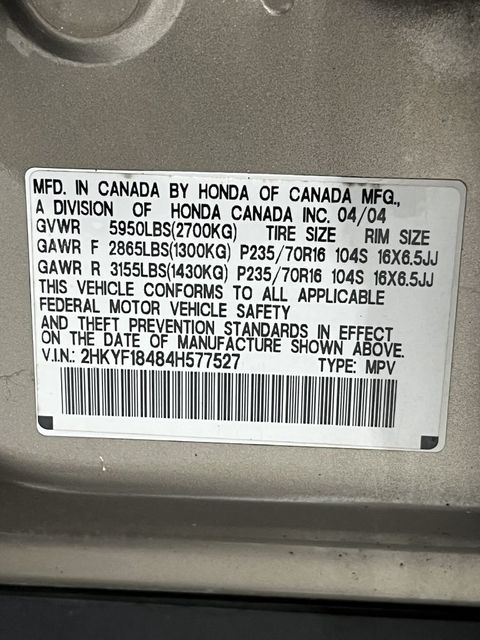 MFD. IN CANADA BY HONDA OF CANADA MFG.,
A DIVISION OF HONDA CANADA INC. 04/04
GVWR 5950LBS(2700KG) TIRE SIZE RIM SIZE
GAWR F 2865LBS(1300KG) P235/70R16 104S 16X6.5JJ
GAWR R 3155LBS(1430KG) P235/70R16 104S 16X6.5JJ
THIS VEHICLE CONFORMS TO ALL APPLICABLE
FEDERAL MOTOR VEHICLE SAFETY
AND THEFT PREVENTION STANDARDS IN EFFECT
ON THE DATE OF MANUFACTURE SHOWN ABOVE.
V.I.N.: 2HKYF18484H577527 TYPE: MPV